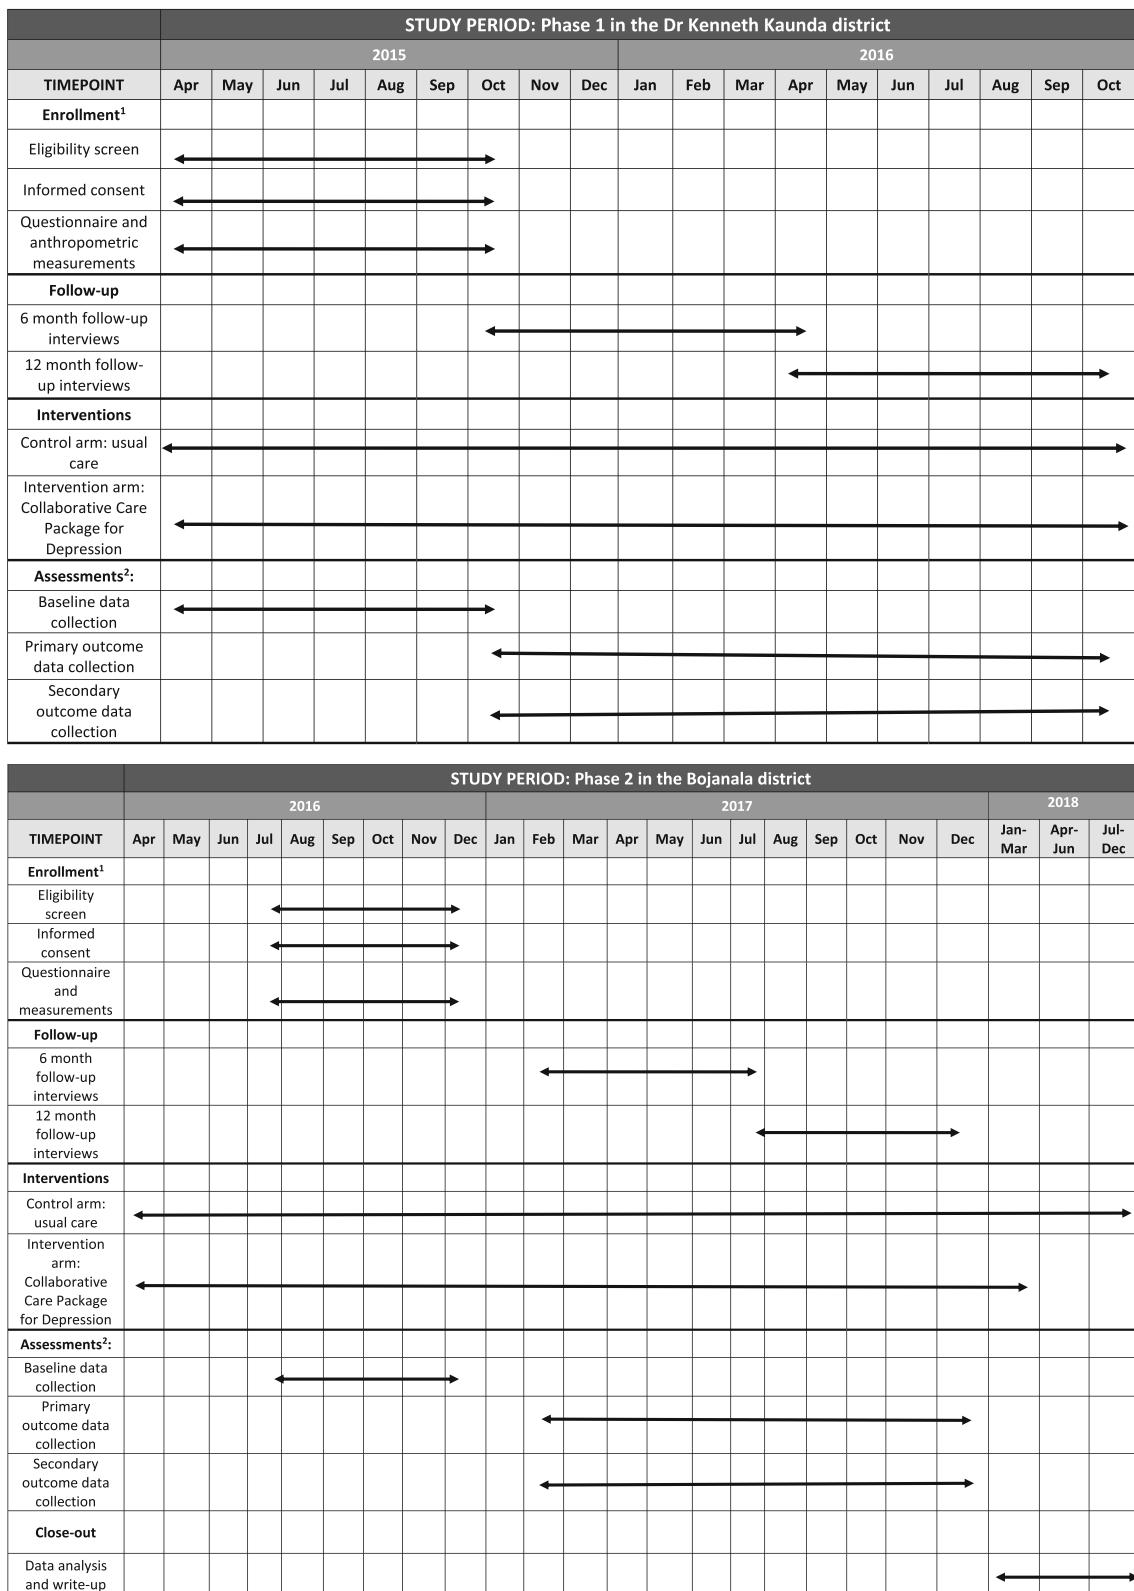 STUDY PERIOD: Phase 1 in the Dr Kenneth Kaunda district
2015 2016
TIMEPOINT Apr May Jun Jul Aug Sep Oct Nov Dec Jan Feb Mar Apr May Jun Jul Aug Sep Oct
Enrollment¹
Eligibility screen
Informed consent
Questionnaire and
anthropometric
measurements
Follow-up
6 month follow-up
interviews
12 month follow-
up interviews
Interventions
Control arm: usual
care
Intervention arm:
Collaborative Care
Package for
Depression
Assessments²:
Baseline data
collection
Primary outcome
data collection
Secondary
outcome data
collection
STUDY PERIOD: Phase 2 in the Bojanala district
2016 2017 2018
TIMEPOINT Apr May Jun Jul Aug Sep Oct Nov Dec Jan Feb Mar Apr May Jun Jul Aug Sep Oct Nov Dec Jan- Apr- Jul-
Mar Jun Dec
Enrollment¹
Eligibility
screen
Informed
consent
Questionnaire
and
measurements
Follow-up
6 month
follow-up
interviews
12 month
follow-up
interviews
Interventions
Control arm:
usual care
Intervention
arm:
Collaborative
Care Package
for Depression
Assessments²:
Baseline data
collection
Primary
outcome data
collection
Secondary
outcome data
collection
Close-out
Data analysis
and write-up